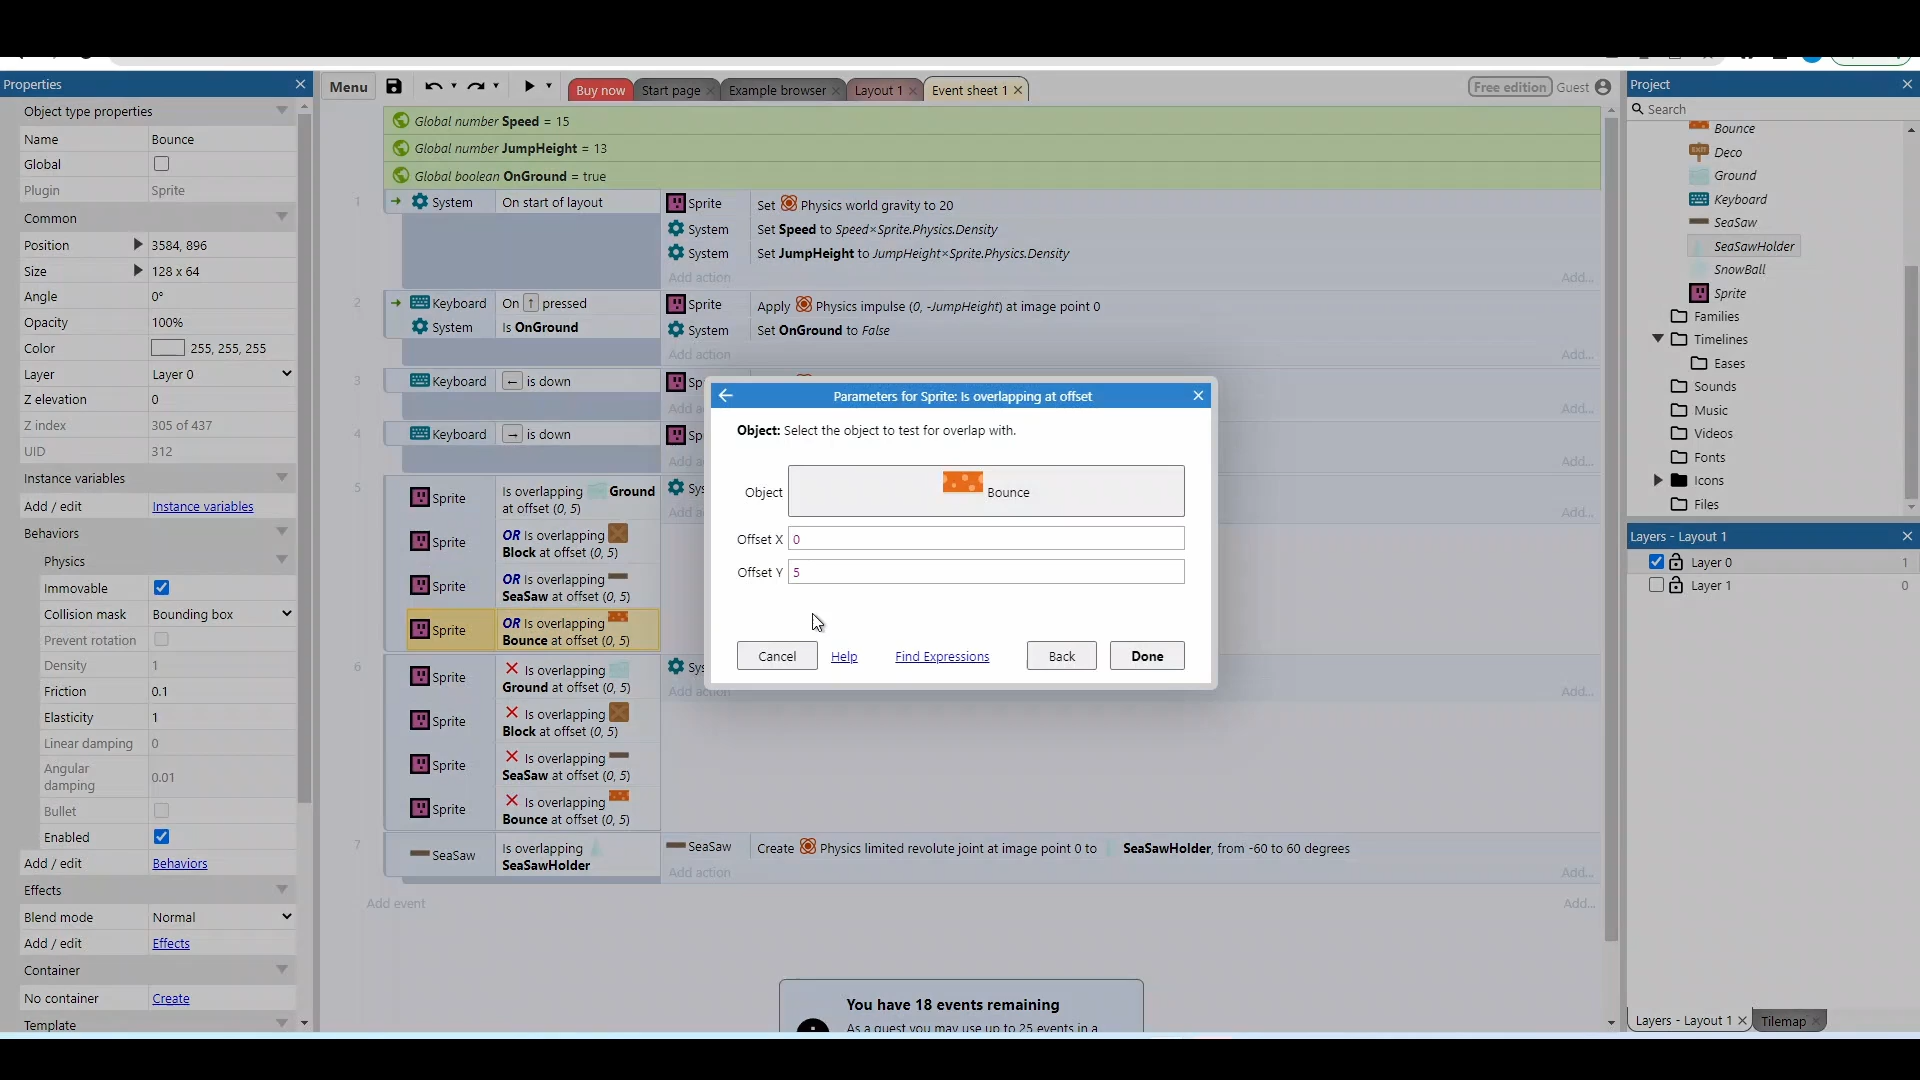 Properties
Object type properties
Name Bounce
Global
Plugin Sprite
Common
Position 3584, 896
Size 128 x 64
Angle 0°
Opacity 100%
Color 255, 255, 255
Layer Layer 0
Z elevation 0
Z index 305 of 437
UID 312
Instance variables
Add / edit Instance variables
Behaviors
Physics
Immovable
Collision mask Bounding box
Prevent rotation
Density 1
Friction 0.1
Elasticity 1
Linear damping 0
Angular
damping 0.01
Bullet
Enabled
Add / edit Behaviors
Effects
Blend mode Normal
Add / edit Effects
Container
No container Create
Template
Menu
Buy now Start page Example browser Layout 1 Event sheet 1
Free edition Guest
Global number Speed = 15
Global number JumpHeight = 13
Global boolean OnGround = true
1 System On start of layout Sprite Set Physics world gravity to 20
System Set Speed to Speed×Sprite.Physics.Density
System Set JumpHeight to JumpHeight×Sprite.Physics.Density
Add action Add...
2 Keyboard On ↑ pressed Sprite Apply Physics impulse (0, -JumpHeight) at image point 0
System Is OnGround System Set OnGround to False
Add action Add...
3 Keyboard ← is down Sp
Add a Add...
4 Keyboard → is down Sp
Add a Add...
5 Sprite Is overlapping Ground
at offset (0, 5) Sy
Add a Add...
Sprite OR Is overlapping
Block at offset (0, 5)
Sprite OR Is overlapping
SeaSaw at offset (0, 5)
Sprite OR Is overlapping
Bounce at offset (0, 5)
6 Sprite Is overlapping
Ground at offset (0, 5) Sy
Add action Add...
Sprite Is overlapping
Block at offset (0, 5)
Sprite Is overlapping
SeaSaw at offset (0, 5)
Sprite Is overlapping
Bounce at offset (0, 5)
7 SeaSaw Is overlapping
SeaSawHolder
SeaSaw Create Physics limited revolute joint at image point 0 to SeaSawHolder, from -60 to 60 degrees
Add action Add...
Add event Add...
Parameters for Sprite: Is overlapping at offset
Object: Select the object to test for overlap with.
Object Bounce
Offset X 0
Offset Y 5
Cancel Help Find Expressions Back Done
You have 18 events remaining
As a guest you may use up to 25 events in a
Project
Search
Bounce
Deco
Ground
Keyboard
SeaSaw
SeaSawHolder
SnowBall
Sprite
Families
Timelines
Eases
Sounds
Music
Videos
Fonts
Icons
Files
Layers - Layout 1
Layer 0 1
Layer 1 0
Layers - Layout 1 Tilemap